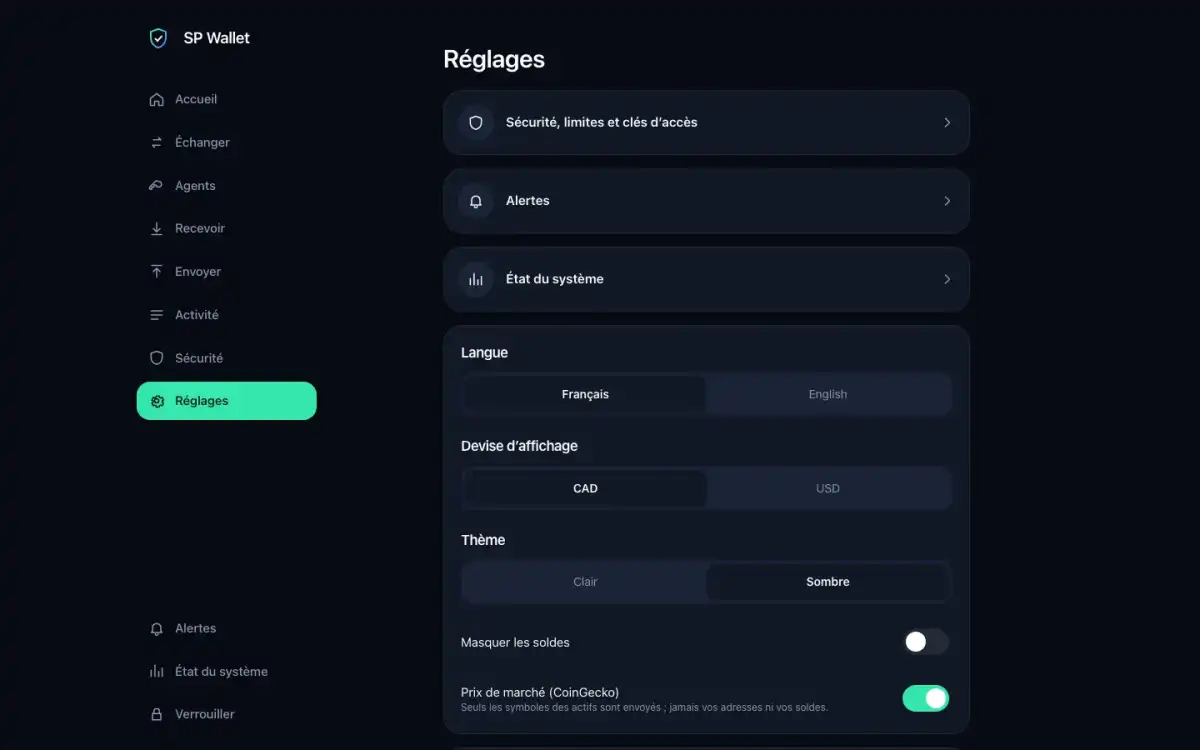 SP Wallet
Accueil
Échanger
Agents
Recevoir
Envoyer
Activité
Sécurité
Réglages
Alertes
État du système
Verrouiller
Réglages
Sécurité, limites et clés d’accès
Alertes
État du système
Langue
Français English
Devise d’affichage
CAD USD
Thème
Clair Sombre
Masquer les soldes
Prix de marché (CoinGecko)
Seuls les symboles des actifs sont envoyés ; jamais vos adresses ni vos soldes.